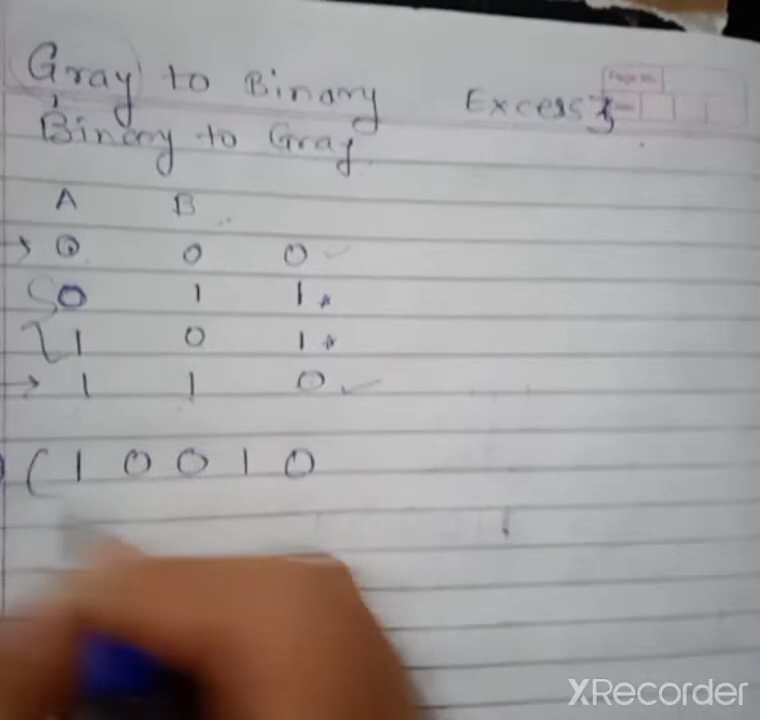 Gray to Binary
Excess 3
Binary to Gray
A B
→ 0 0 0 ✓
0 1 1
1 0 1
→ 1 1 0 ✓
( 1 0 0 1 0
XRecorder